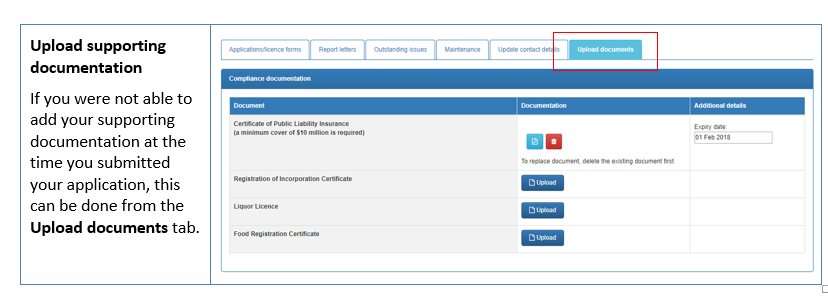 Upload supporting
documentation
If you were not able to
add your supporting
documentation at the
time you submitted
your application, this
can be done from the
Upload documents tab.
Applications/licence forms
Report letters
Outstanding issues
Maintenance
Update contact details
Upload documents
Compliance documentation
Document
Documentation
Additional details
Certificate of Public Liability Insurance
(a minimum cover of $10 million is required)
To replace document, delete the existing document first
Expiry date:
01 Feb 2018
Registration of Incorporation Certificate
Upload
Liquor Licence
Upload
Food Registration Certificate
Upload